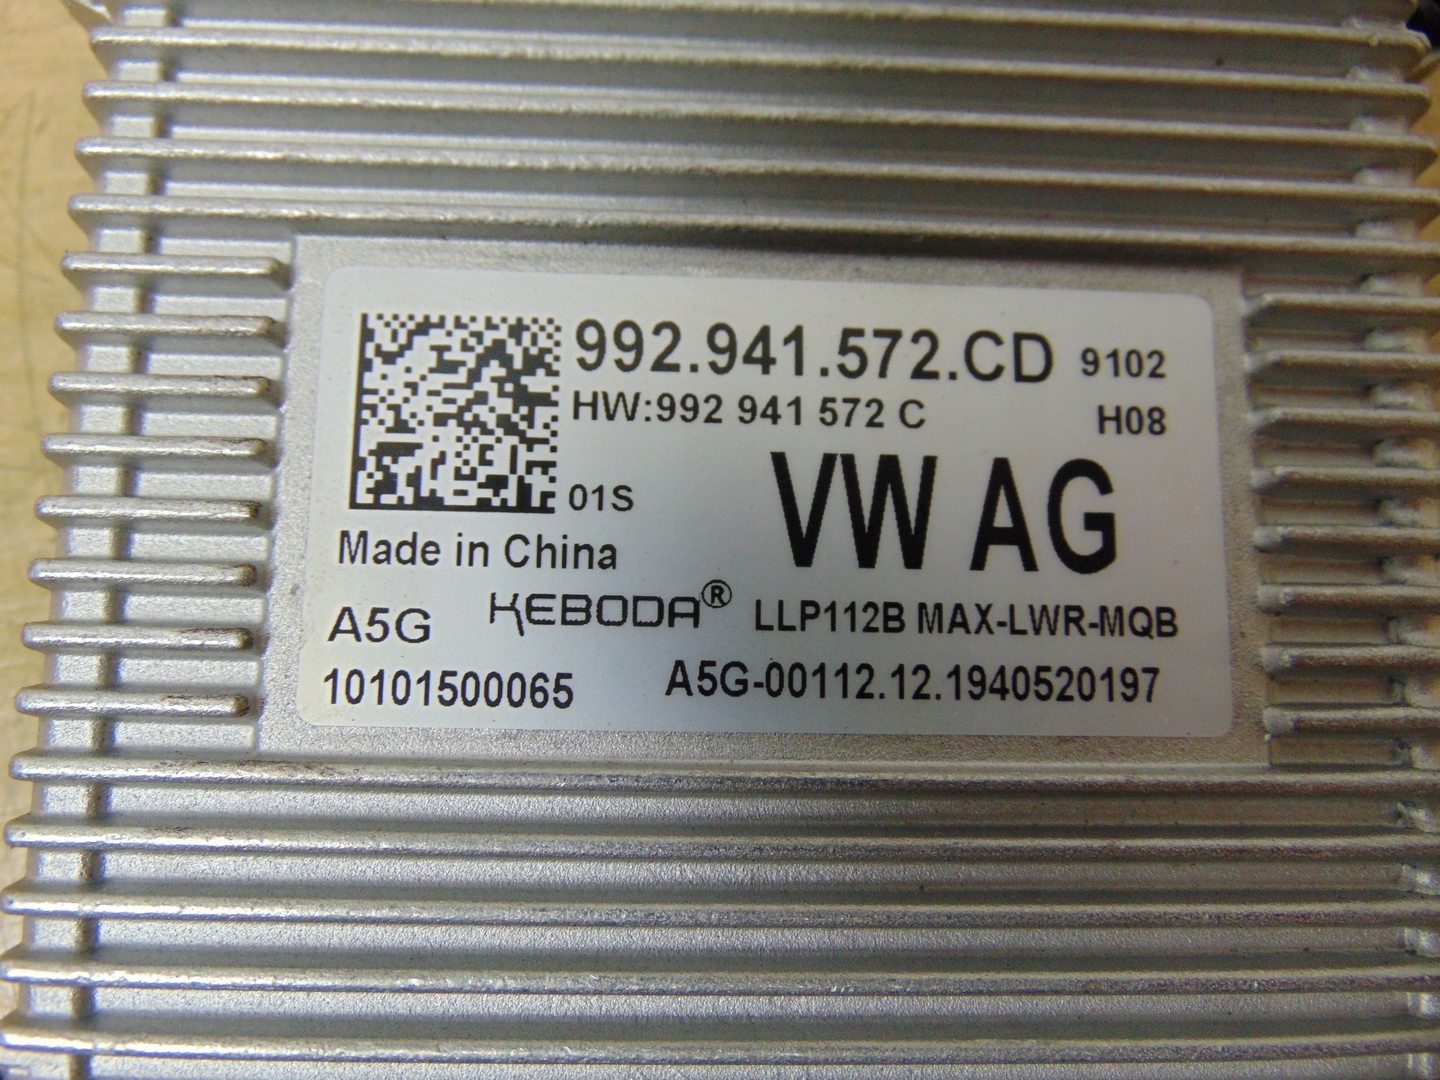 992.941.572.CD 9102
HW:992 941 572 C H08
01S VW AG
Made in China
A5G KEBODA® LLP112B MAX-LWR-MQB
10101500065 A5G-00112.12.1940520197